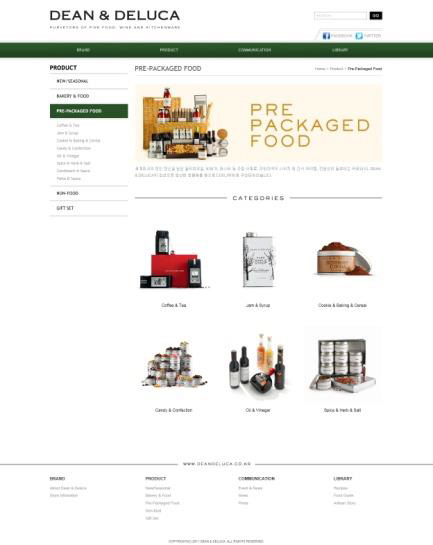 DEAN & DELUCA
PURVEYORS OF FINE FOOD, WINE AND KITCHENWARE
SEARCH
GO
FACEBOOK TWITTER
BRAND PRODUCT COMMUNICATION LIBRARY
PRODUCT
NEW/SEASONAL
BAKERY & FOOD
PRE-PACKAGED FOOD
Coffee & Tea
Jam & Syrup
Cookie & Baking & Cereal
Candy & Confection
Oil & Vinegar
Spice & Herb & Salt
Condiment & Sauce
Pasta & Sauce
NON-FOOD
GIFT SET
PRE-PACKAGED FOOD
Home > Product > Pre-Packaged Food
PRE
PACKAGED
FOOD
CATEGORIES
Coffee & Tea
Jam & Syrup
Cookie & Baking & Cereal
Candy & Confection
Oil & Vinegar
Spice & Herb & Salt
WWW.DEANDELUCA.CO.KR
BRAND PRODUCT COMMUNICATION LIBRARY
About Dean & Deluca
Store Information
New/Seasonal
Bakery & Food
Pre-Packaged Food
Non-food
Gift Set
Event & News
News
Press
Recipes
Food Guide
Artisan Story
COPYRIGHT(C) 2011 DEAN & DELUCA. ALL RIGHTS RESERVED.